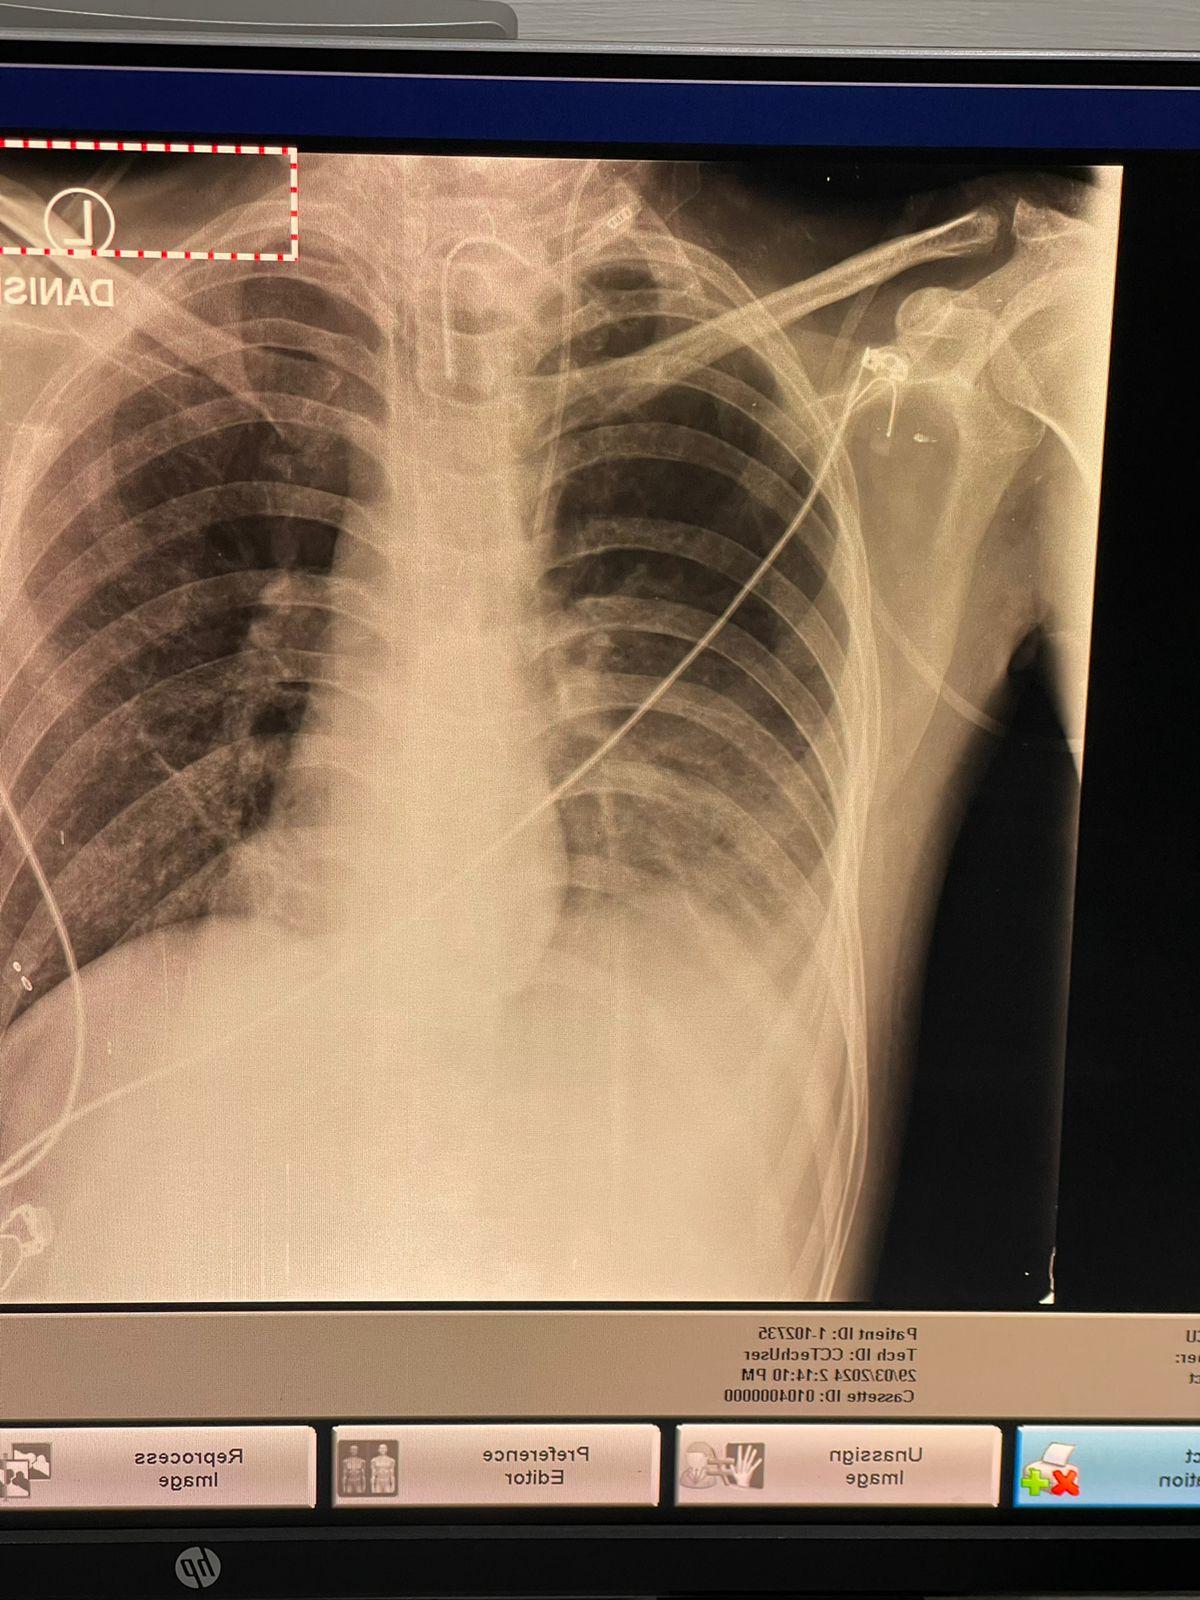 L
DANIS
Patient ID: 1-102735
Tech ID: CCTechUser
29/03/2024 2:14:10 PM
Cassette ID: 0104000000
Reprocess
Image
Preference
Editor
Unassign
Image
hp